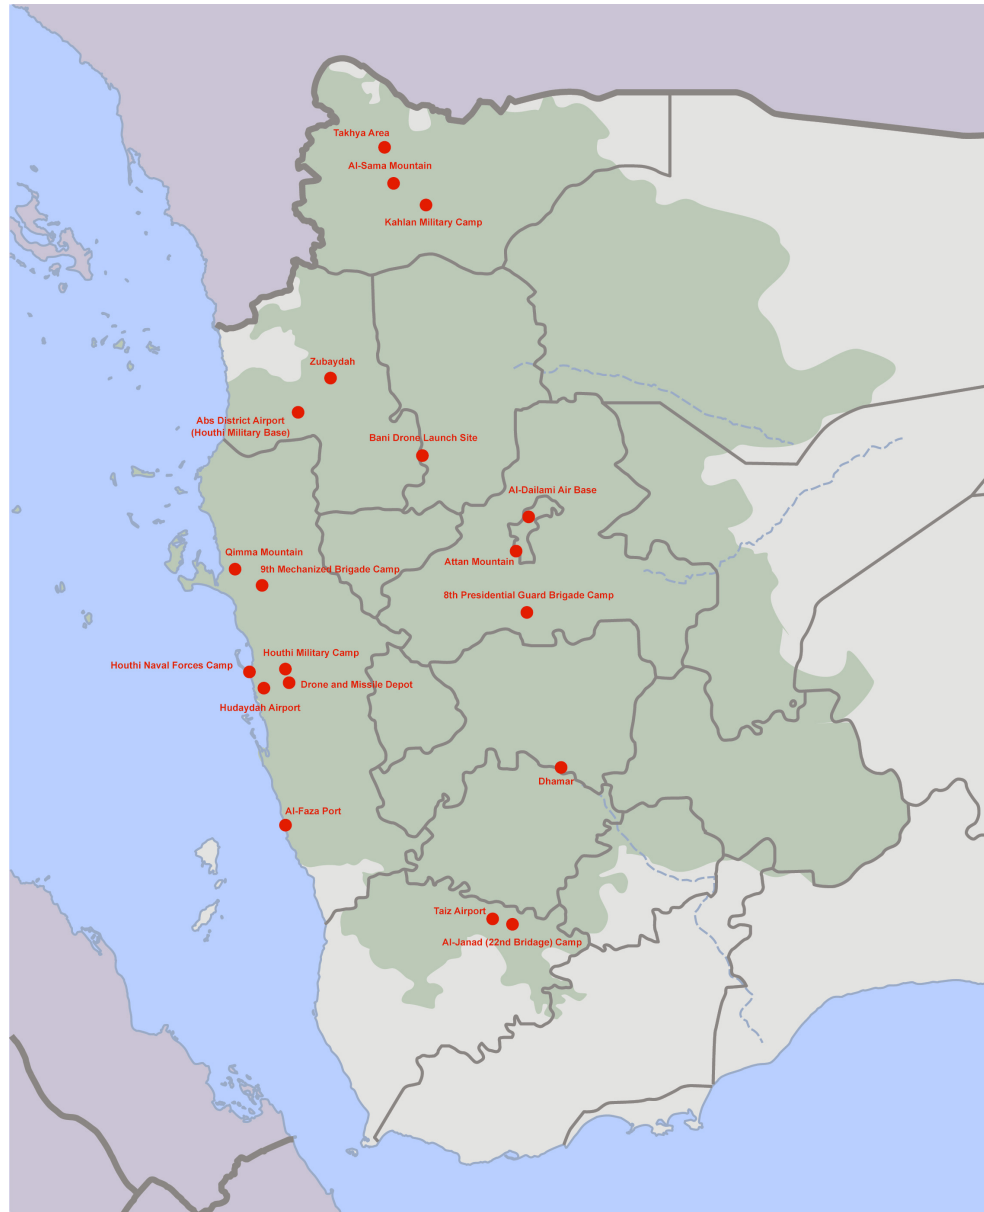 Takhya Area
Al-Sama Mountain
Kahlan Military Camp
Zubaydah
Abs District Airport
(Houthi Military Base)
Bani Drone Launch Site
Al-Dailami Air Base
Attan Mountain
Qimma Mountain
9th Mechanized Brigade Camp
8th Presidential Guard Brigade Camp
Houthi Military Camp
Houthi Naval Forces Camp
Drone and Missile Depot
Hudaydah Airport
Dhamar
Al-Faza Port
Taiz Airport
Al-Janad (22nd Bridage) Camp